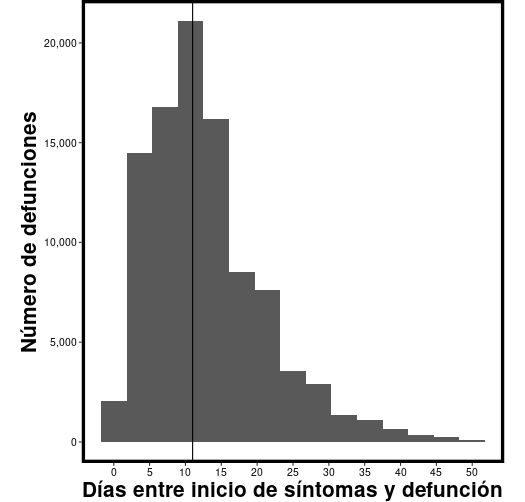 Número de defunciones
20,000
15,000
10,000
5,000
0
0 5 10 15 20 25 30 35 40 45 50
Días entre inicio de síntomas y defunción